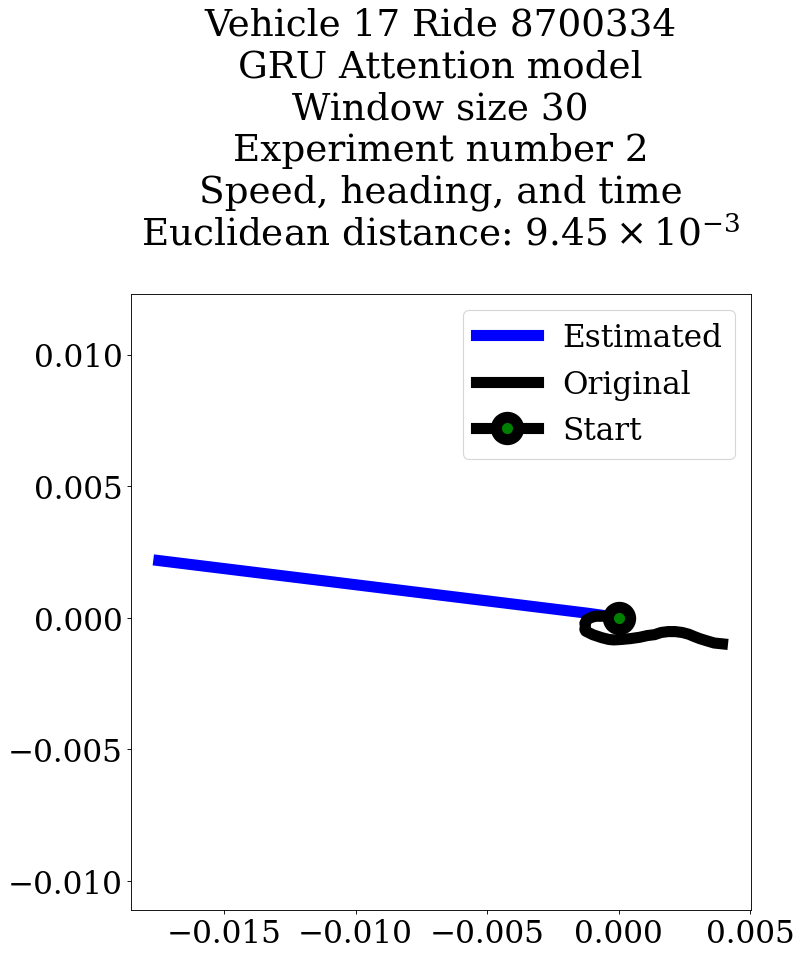 Vehicle 17 Ride 8700334
GRU Attention model
Window size 30
Experiment number 2
Speed, heading, and time
Euclidean distance: 9.45 × 10⁻³
Estimated
Original
Start
0.010
0.005
0.000
−0.005
−0.010
−0.015 −0.010 −0.005 0.000 0.005